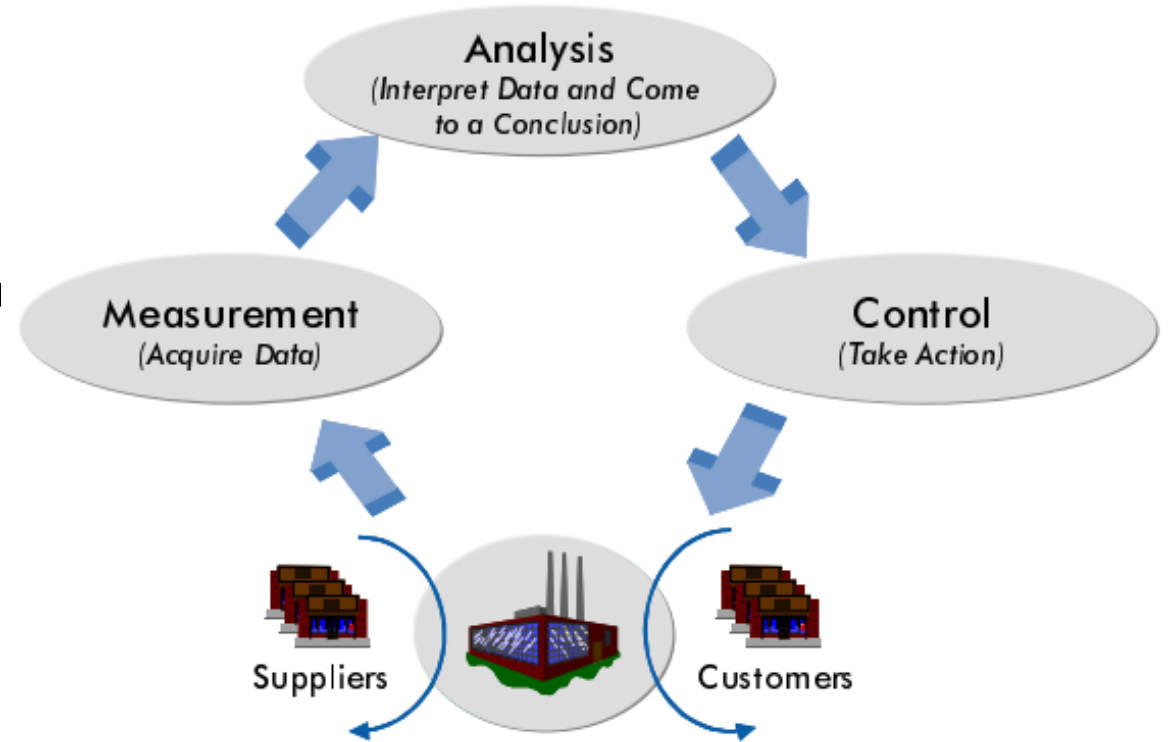 Analysis
(Interpret Data and Come
to a Conclusion)
Measurement
(Acquire Data)
Control
(Take Action)
Suppliers
Customers